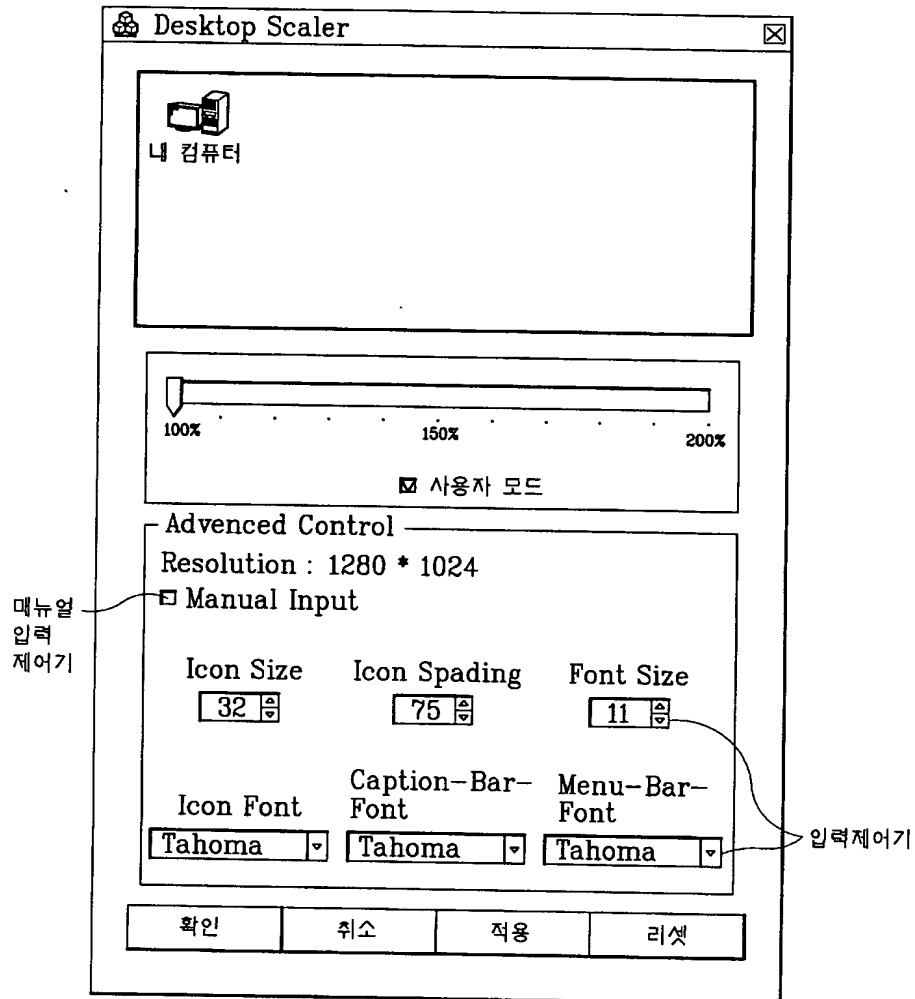 Desktop Scaler
내 컴퓨터
100% 150% 200%
사용자 모드
Advenced Control
Resolution : 1280 * 1024
Manual Input
매뉴얼
입력
제어기
Icon Size Icon Spading Font Size
32 75 11
Icon Font Caption-Bar-
Font Menu-Bar-
Font
Tahoma Tahoma Tahoma
입력제어기
확인 취소 적용 리셋